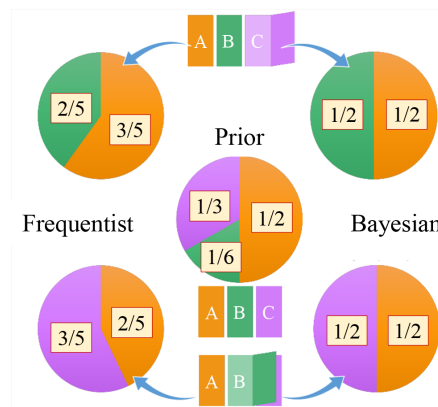 A B C
2/5
3/5
1/2
1/2
Prior
1/3
1/2
1/6
Frequentist
Bayesian
A B C
3/5
2/5
1/2
1/2
A B